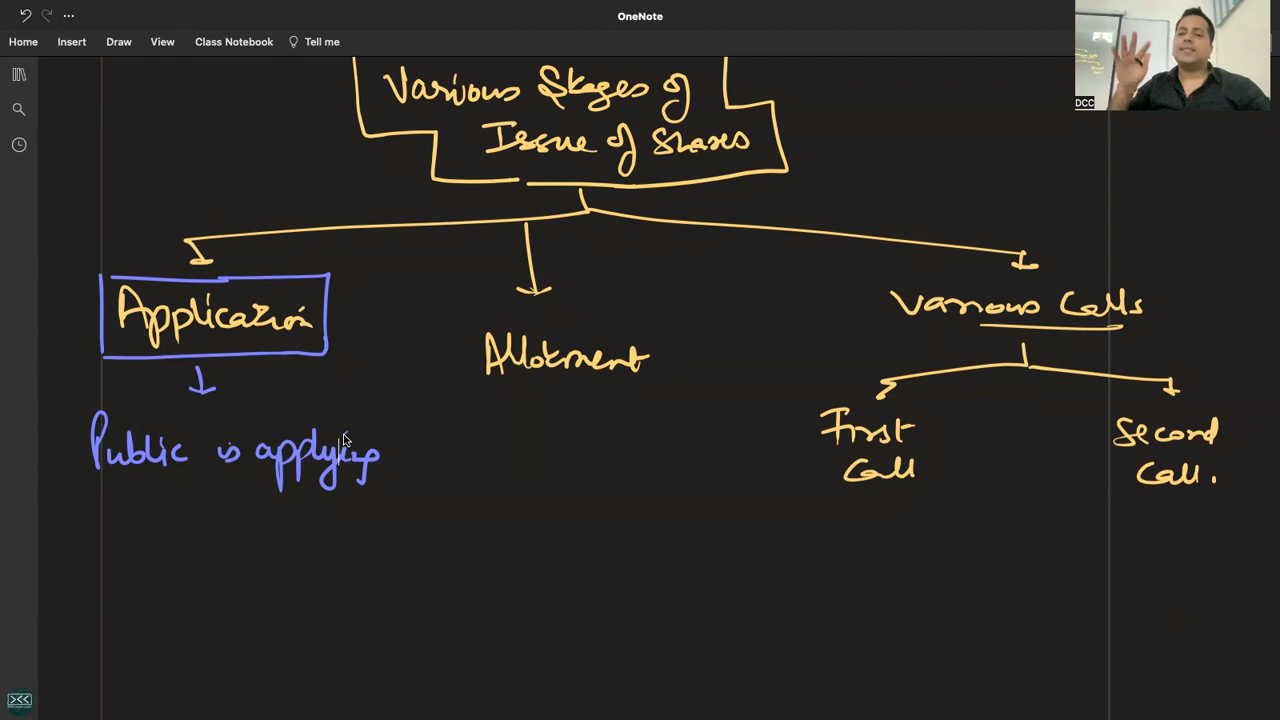 OneNote
Home Insert Draw View Class Notebook Tell me
DCC
Various Stages of
Issue of Shares
Application
Allotment
Various Calls
Public is applying
First
Call
Second
Call.